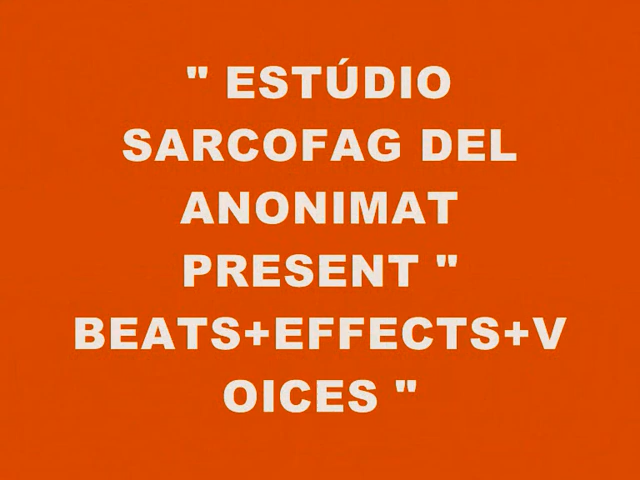 " ESTÚDIO
SARCOFAG DEL
ANONIMAT
PRESENT "
BEATS+EFFECTS+V
OICES "